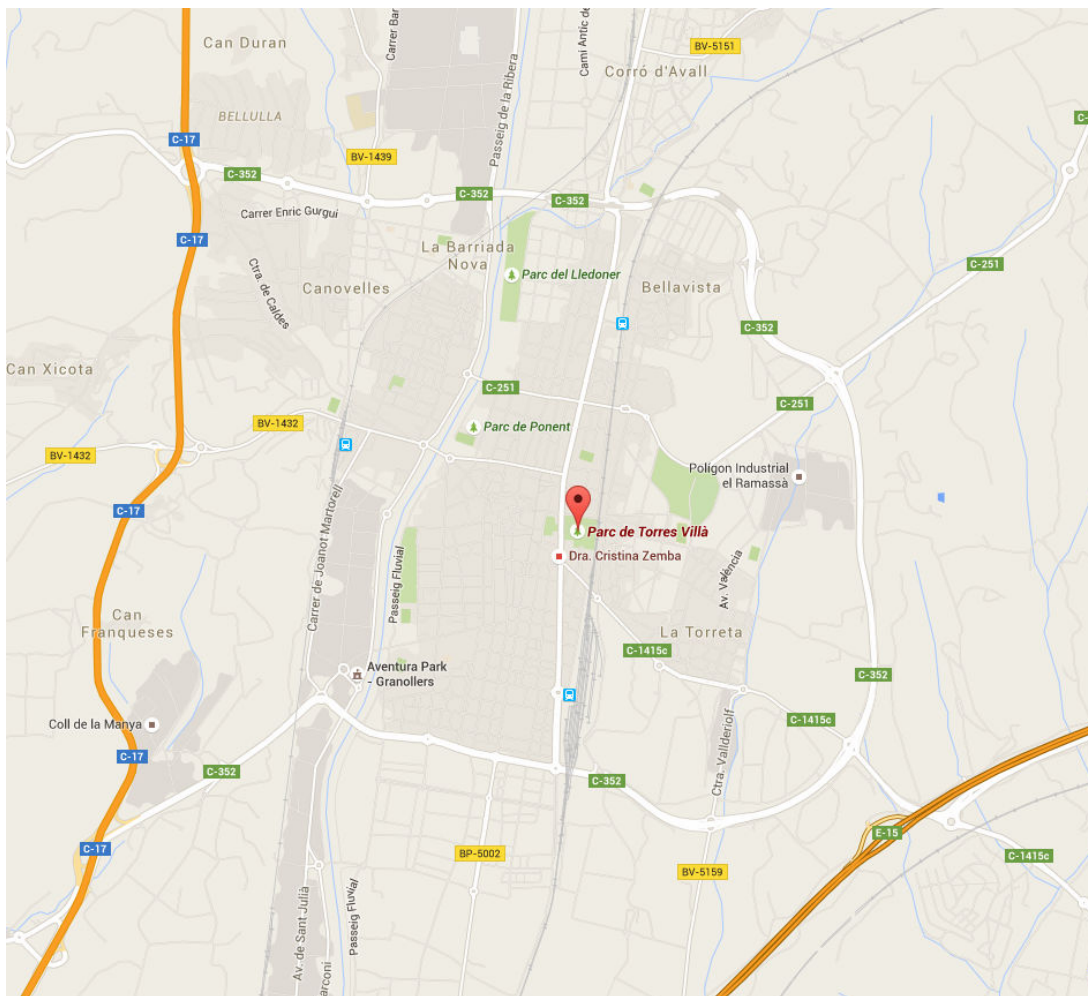 Can Duran
Carrer Bar
Passeig de la Ribera
Camí Antic de
BV-5151
Corró d'Avall
BELLULLA
C-17
C-
BV-1439
C-352
C-352
C-352
Carrer Enric Gurgui
C-17
La Barriada
Nova
Parc del Lledoner
C-251
Ctra. de Caldes
Canovelles
Bellavista
C-352
Can Xicota
C-251
C-251
BV-1432
Parc de Ponent
BV-1432
Polígon Industrial
el Ramassà
C-17
Carrer de Joanot Martorell
Parc de Torres Villà
Dra. Cristina Zemba
Passeig Fluvial
Av. València
Can
Franqueses
La Torreta
C-1415c
Aventura Park
- Granollers
C-352
Coll de la Manya
C-1415c
C-17
C-352
C-352
Ctra. Vallderiolf
E-15
C-17
BP-5002
C-1415c
BV-5159
Passeig Fluvial
Av. de Sant Julià
arconi